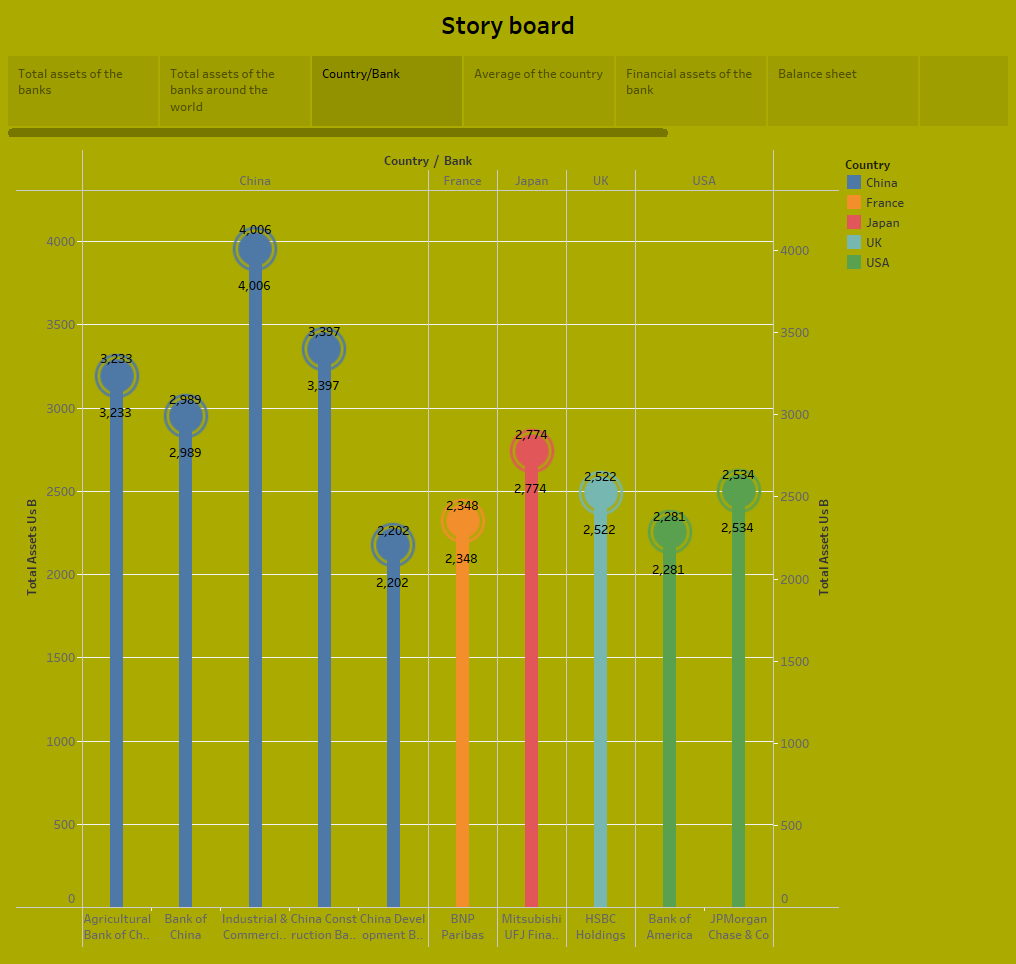 Story board
Total assets of the
banks
Total assets of the
banks around the
world
Country/Bank
Average of the country
Financial assets of the
bank
Balance sheet
Country / Bank
China
France
Japan
UK
USA
Country
China
France
Japan
UK
USA
Total Assets Us B
4000
3500
3000
2500
2000
1500
1000
500
0
3,233
3,233
2,989
2,989
4,006
4,006
3,397
3,397
2,202
2,202
2,348
2,348
2,774
2,774
2,522
2,522
2,281
2,281
2,534
2,534
4000
3500
3000
2500
2000
1500
1000
500
0
Total Assets Us B
Agricultural
Bank of Ch..
Bank of
China
Industrial &
Commerci..
China Const
ruction Ba..
China Devel
opment B..
BNP
Paribas
Mitsubishi
UFJ Fina..
HSBC
Holdings
Bank of
America
JPMorgan
Chase & Co